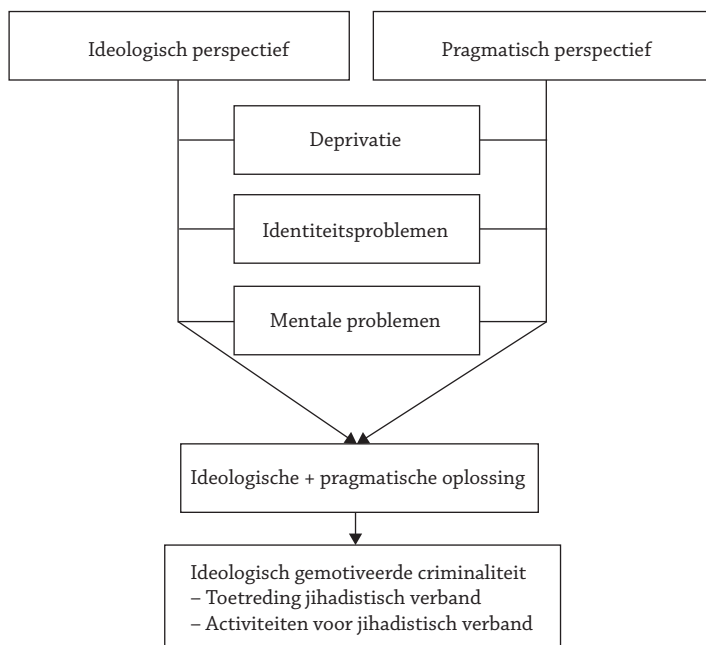 Ideologisch perspectief
Pragmatisch perspectief
Deprivatie
Identiteitsproblemen
Mentale problemen
Ideologische + pragmatische oplossing
Ideologisch gemotiveerde criminaliteit
– Toetreding jihadistisch verband
– Activiteiten voor jihadistisch verband